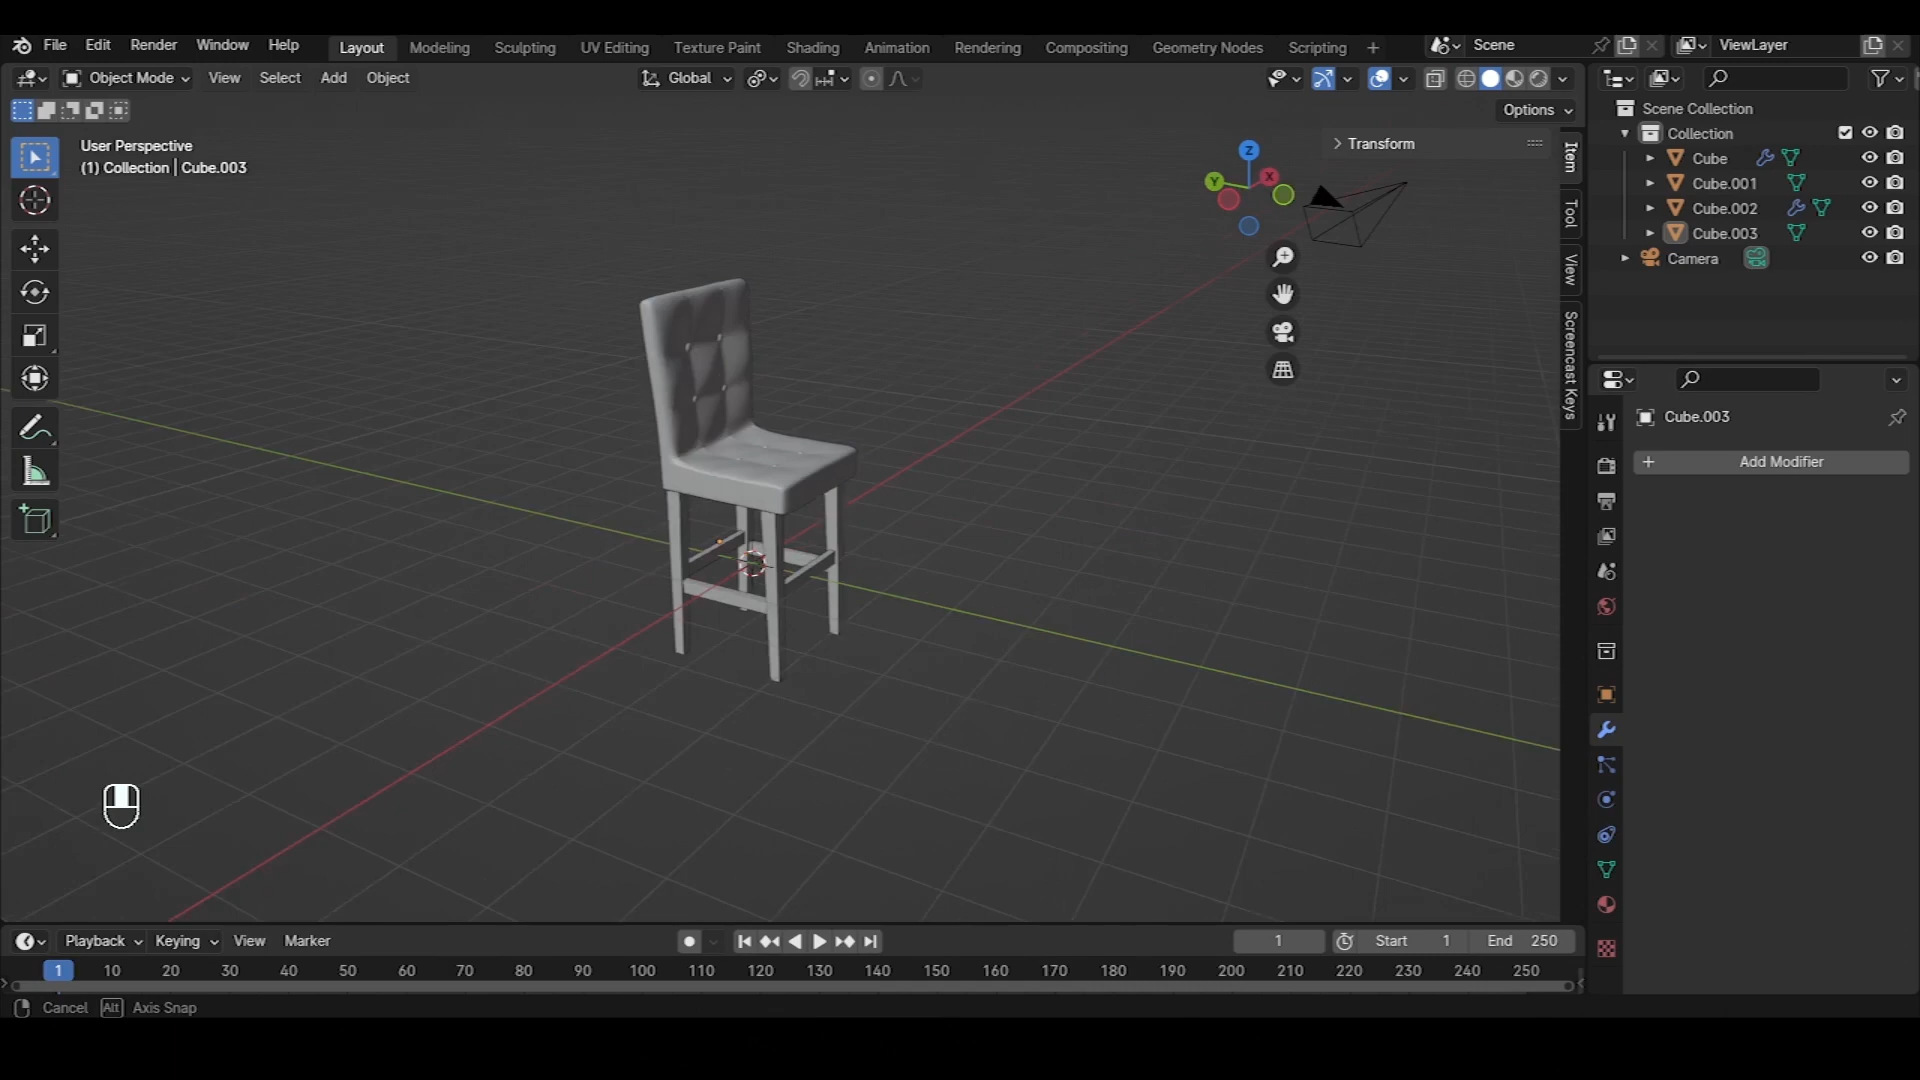 File Edit Render Window Help Layout Modeling Sculpting UV Editing Texture Paint Shading Animation Rendering Compositing Geometry Nodes Scripting + Scene ViewLayer
Object Mode View Select Add Object Global
Options
User Perspective
(1) Collection | Cube.003
Z
Y
X
Transform
Item
Tool
View
Screencast Keys
Scene Collection
Collection
Cube
Cube.001
Cube.002
Cube.003
Camera
Cube.003
+ Add Modifier
Playback Keying View Marker 1 Start 1 End 250
1 10 20 30 40 50 60 70 80 90 100 110 120 130 140 150 160 170 180 190 200 210 220 230 240 250
Cancel Alt Axis Snap